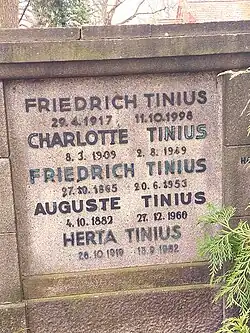 FRIEDRICH TINIUS
29.4.1917 11.10.1998
CHARLOTTE TINIUS
8.3.1909 2.8.1949
FRIEDRICH TINIUS
27.10.1865 20.6.1953
AUGUSTE TINIUS
4.10.1882 27.12.1960
HERTA TINIUS
28.10.1919 13.9.1982